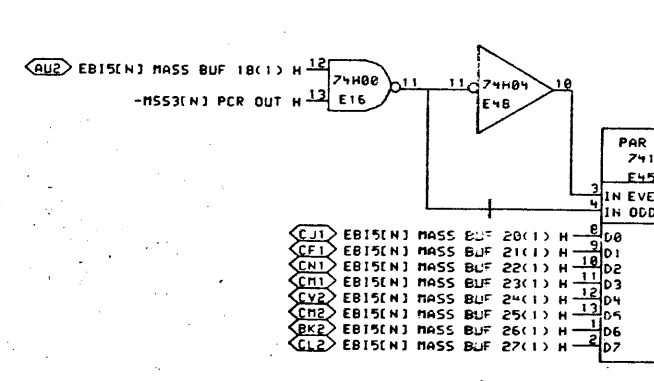 AU2 EBI5[N] MASS BUF 18(1) H 12
-MSS3[N] PCR OUT H 13
74H00
E16
11
11
74H04
E48
10
PAR
741
E45
3 IN EVE
4 IN ODD
CJ1 EBI5[N] MASS BUF 20(1) H 8 D0
CF1 EBI5[N] MASS BUF 21(1) H 9 D1
CN1 EBI5[N] MASS BUF 22(1) H 10 D2
CM1 EBI5[N] MASS BUF 23(1) H 11 D3
CV2 EBI5[N] MASS BUF 24(1) H 12 D4
CM2 EBI5[N] MASS BUF 25(1) H 13 D5
BK2 EBI5[N] MASS BUF 26(1) H 1 D6
CL2 EBI5[N] MASS BUF 27(1) H 2 D7